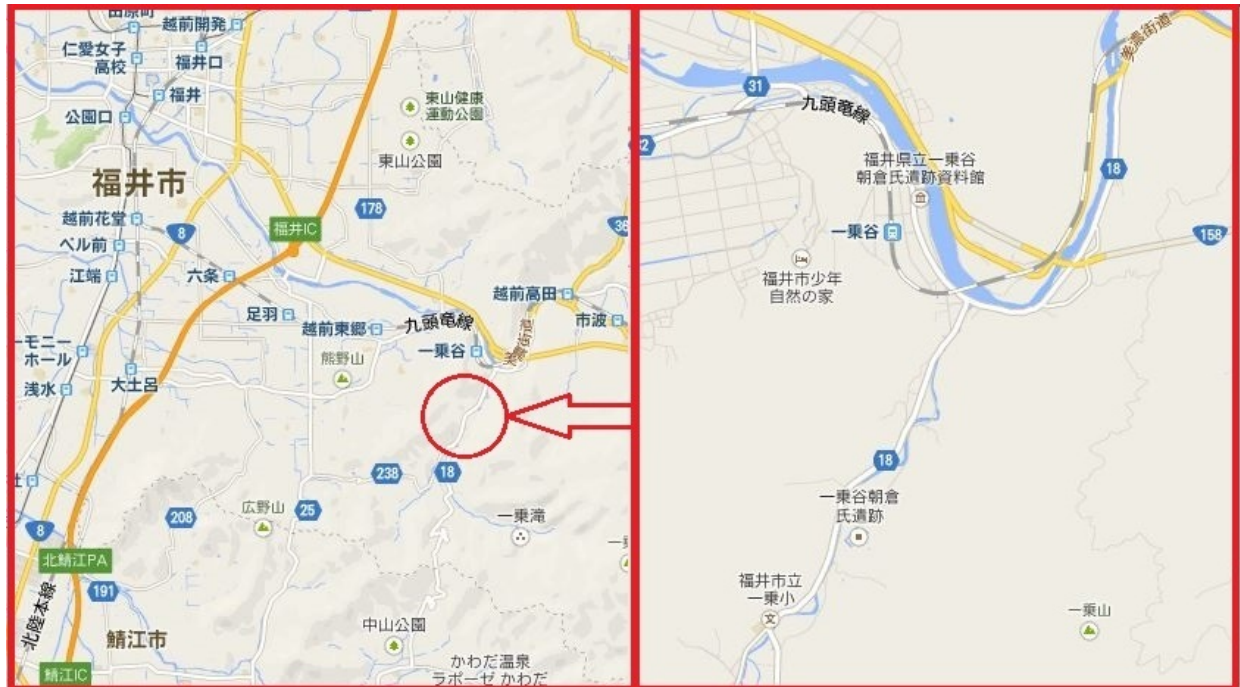 田原町
越前開発
仁愛女子
高校
福井口
福井
公園口
東山健康
運動公園
東山公園
福井市
越前花堂
8
178
福井IC
ベル前
江端
六条
36
足羽
越前高田
越前東郷
九頭竜線
市波
ーモニー
ホール
熊野山
一乗谷
美濃街道
浅水
大土呂
238
18
広野山
25
208
一乗滝
8
北鯖江PA
191
北陸本線
中山公園
鯖江市
かわだ温泉
ラポーゼ かわだ
鯖江IC
美濃街道
31
九頭竜線
32
福井県立一乗谷
朝倉氏遺跡資料館
18
一乗谷
158
福井市少年
自然の家
18
一乗谷朝倉
氏遺跡
福井市立
一乗小
文
一乗山